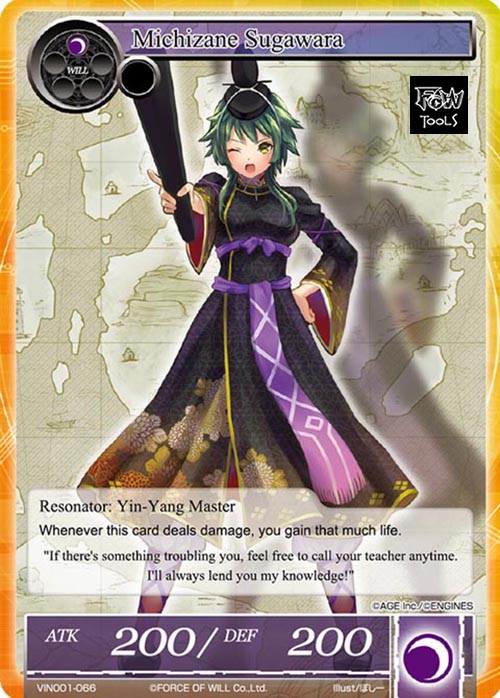 Michizane Sugawara
WILL
FOW
TOOLS
Resonator: Yin-Yang Master
Whenever this card deals damage, you gain that much life.
"If there's something troubling you, feel free to call your teacher anytime.
I'll always lend you my knowledge!"
©AGE Inc./©ENGINES
ATK 200 / DEF 200
VIN001-066 ©FORCE OF WILL Co.,Ltd. Illust/ぽしー